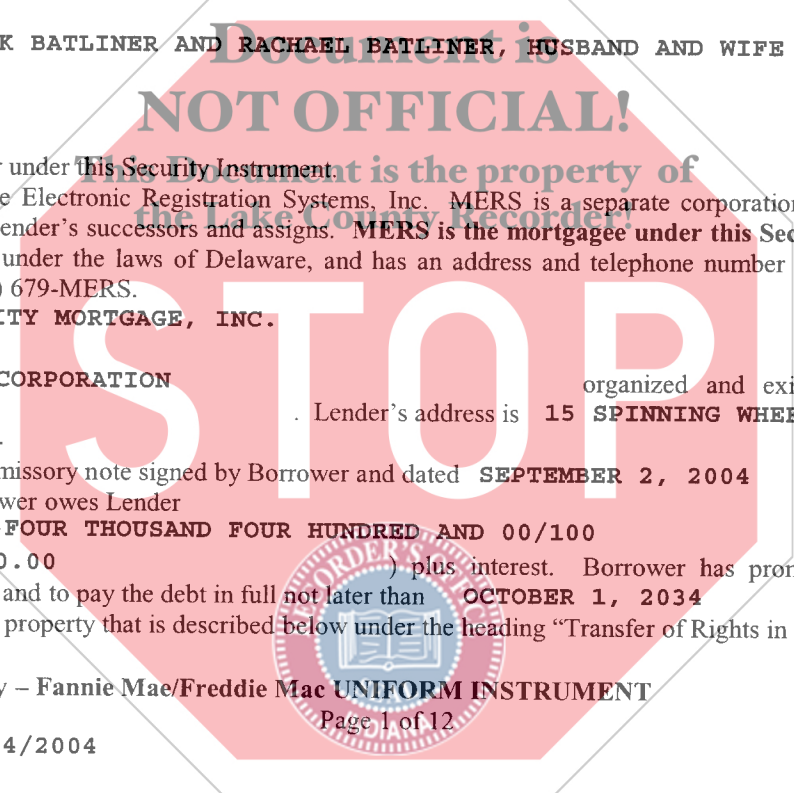 K BATLINER AND RACHAEL BATLINER, HUSBAND AND WIFE
Document is
NOT OFFICIAL!
This Document is the property of
the Lake County Recorder!
STOP
r under this Security Instrument.
e Electronic Registration Systems, Inc. MERS is a separate corporation
ender's successors and assigns. MERS is the mortgagee under this Sec
under the laws of Delaware, and has an address and telephone number
) 679-MERS.
ITY MORTGAGE, INC.
CORPORATION organized and exi
. Lender's address is 15 SPINNING WHEE
.
missory note signed by Borrower and dated SEPTEMBER 2, 2004
wer owes Lender
FOUR THOUSAND FOUR HUNDRED AND 00/100
0.00 ) plus interest. Borrower has pro
and to pay the debt in full not later than OCTOBER 1, 2034
property that is described below under the heading “Transfer of Rights in
RECORDER'S OFFICE
INDIANA
y – Fannie Mae/Freddie Mac UNIFORM INSTRUMENT
Page 1 of 12
4/2004